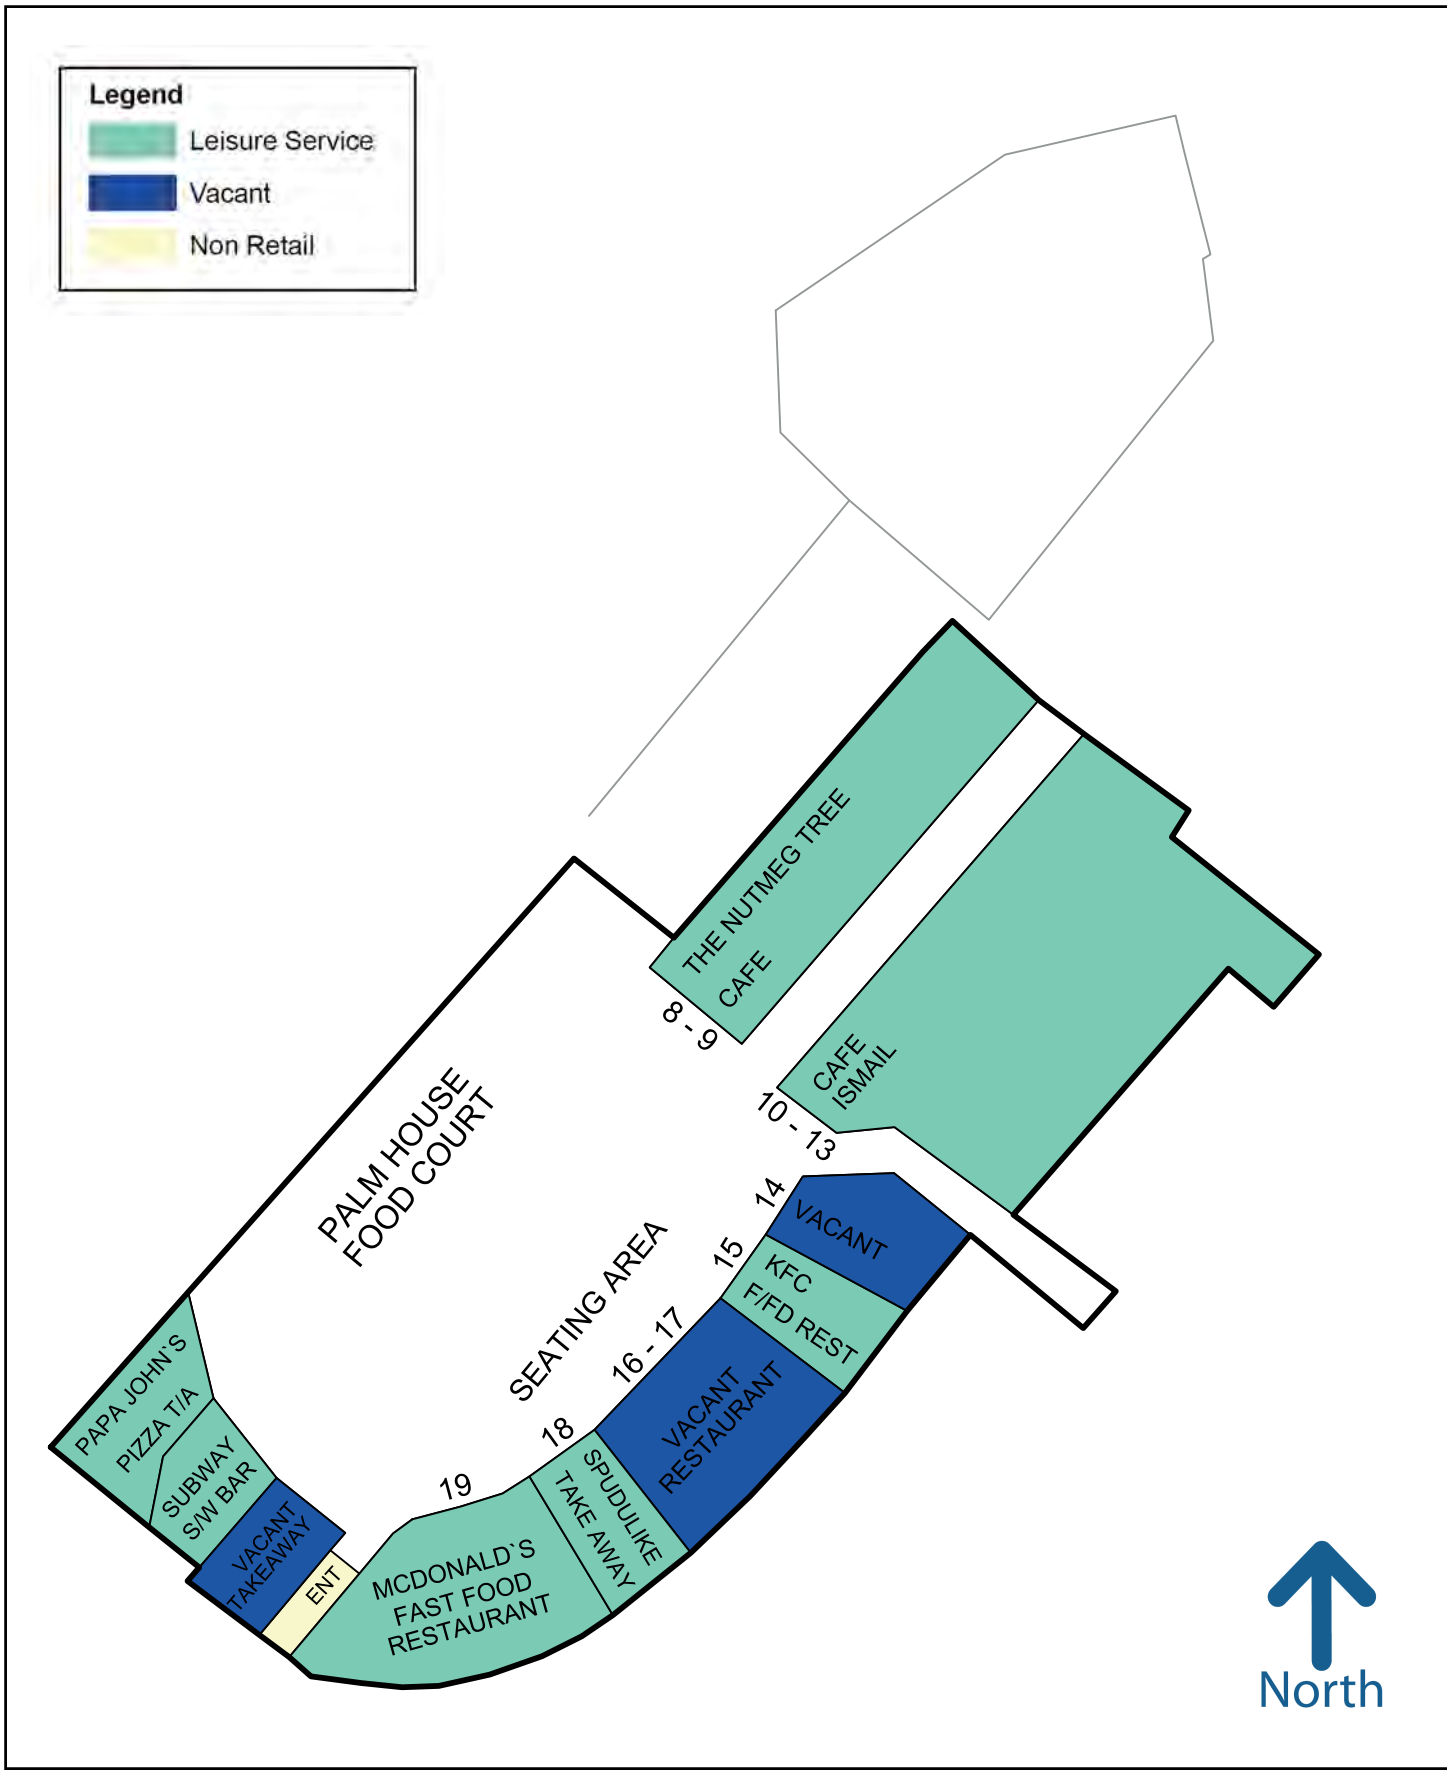 Legend
Leisure Service
Vacant
Non Retail
THE NUTMEG TREE
CAFE
8 - 9
CAFE
ISMAIL
10 - 13
PALM HOUSE
FOOD COURT
SEATING AREA
14
VACANT
15
KFC
F/FD REST
16 - 17
VACANT
RESTAURANT
18
SPUDULIKE
TAKE AWAY
19
MCDONALD`S
FAST FOOD
RESTAURANT
PAPA JOHN`S
PIZZA T/A
SUBWAY
S/W BAR
VACANT
TAKEAWAY
ENT
North